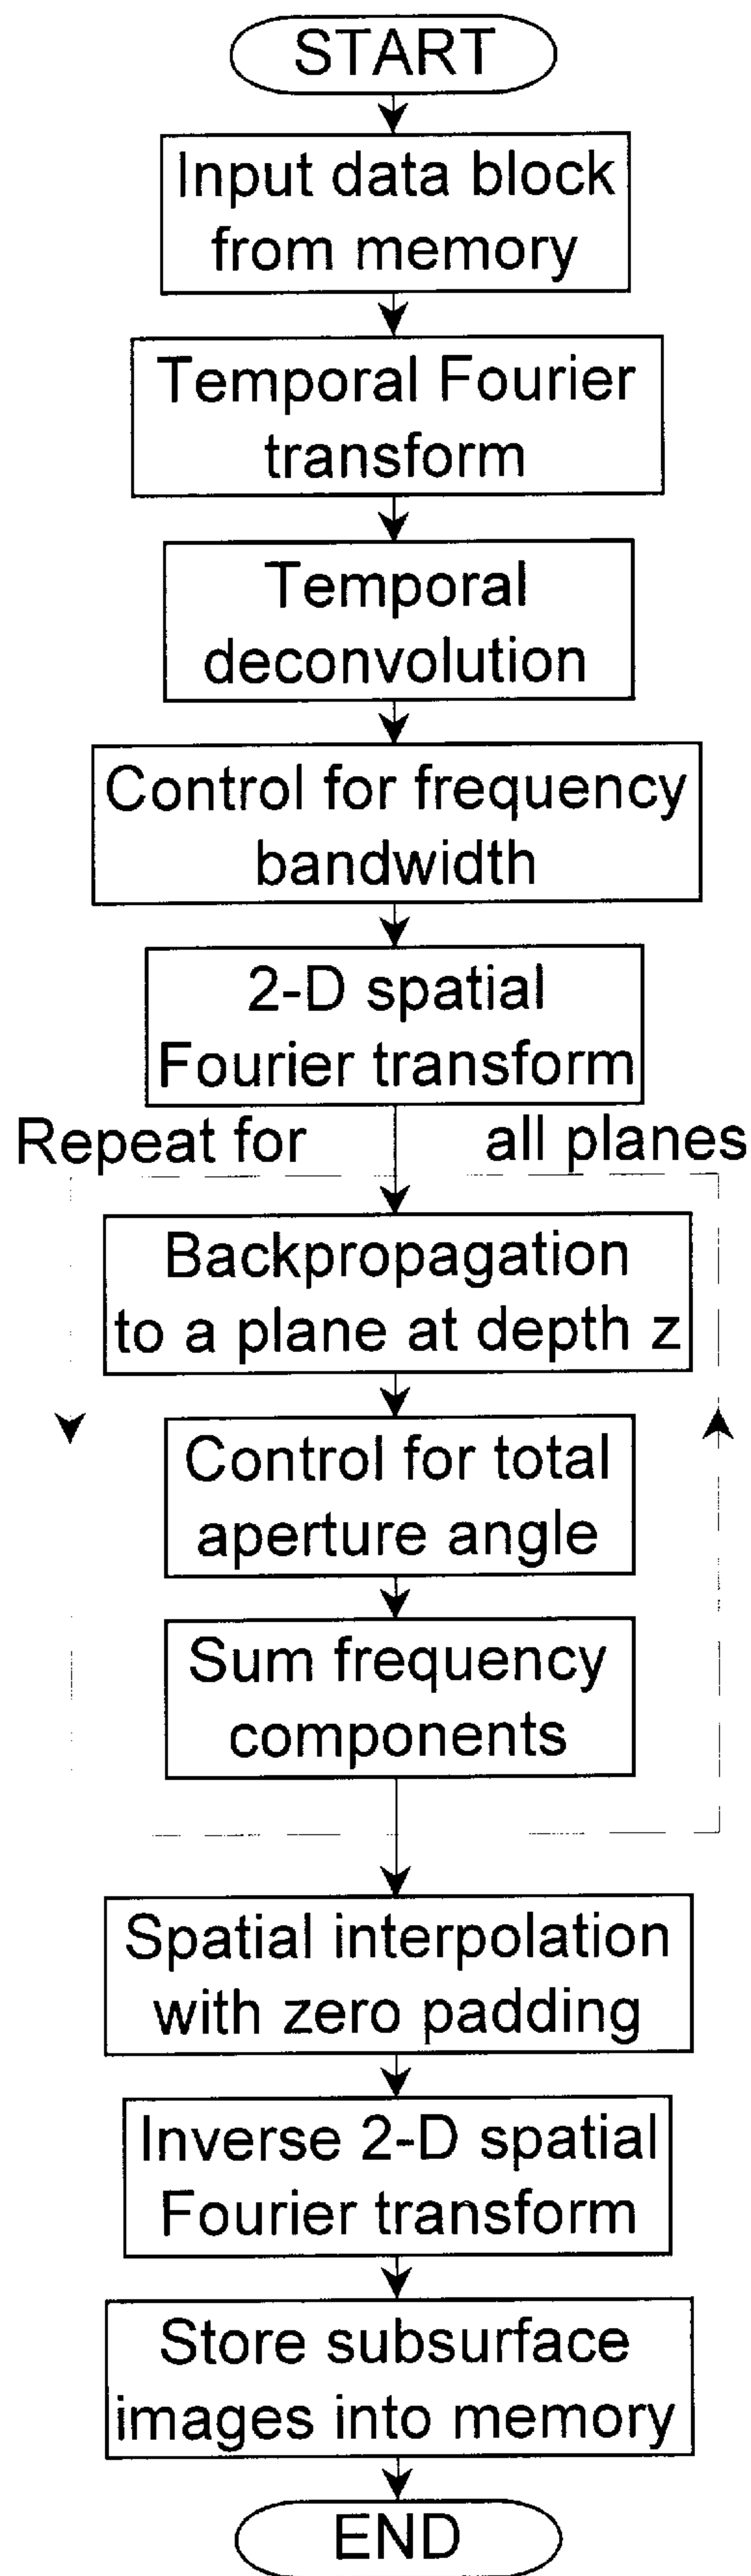 START
Input data block
from memory
Temporal Fourier
transform
Temporal
deconvolution
Control for frequency
bandwidth
2-D spatial
Fourier transform
Repeat for all planes
Backpropagation
to a plane at depth z
Control for total
aperture angle
Sum frequency
components
Spatial interpolation
with zero padding
Inverse 2-D spatial
Fourier transform
Store subsurface
images into memory
END